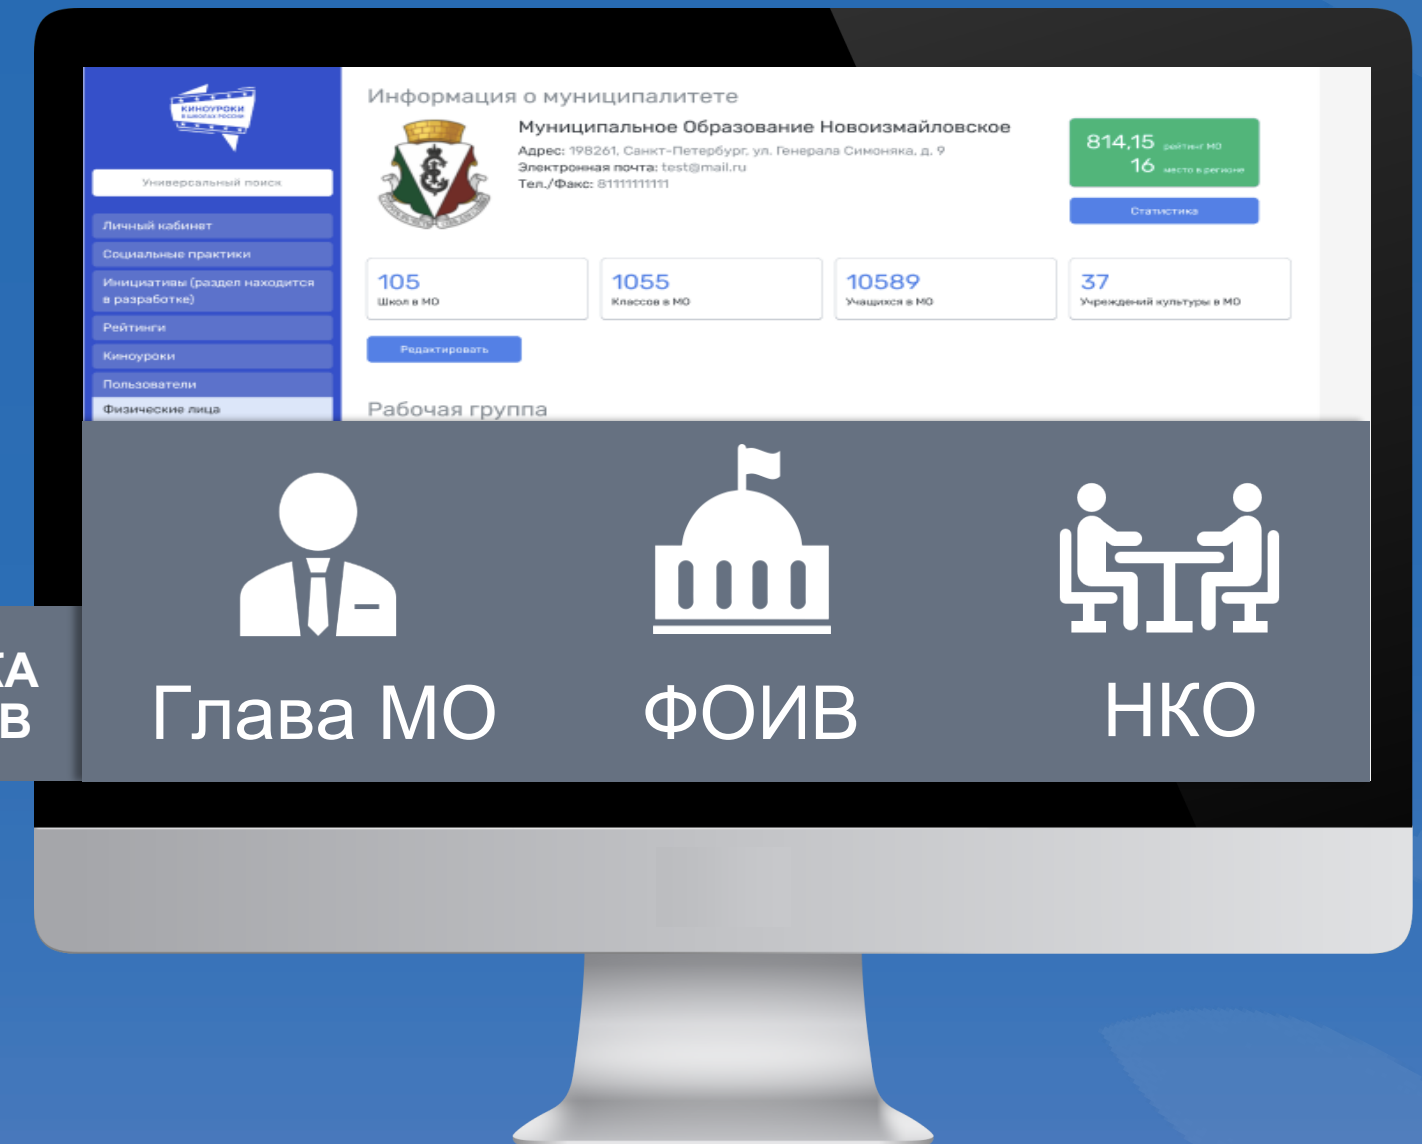 КИНОУРОКИ
В ШКОЛАХ РОССИИ
Универсальный поиск
Личный кабинет
Социальные практики
Инициативы (раздел находится
в разработке)
Рейтинги
Киноуроки
Пользователи
Физические лица
Информация о муниципалитете
Муниципальное Образование Новоизмайловское
Адрес: 198261, Санкт-Петербург, ул. Генерала Симоняка, д. 9
Электронная почта: test@mail.ru
Тел./Факс: 81111111111
814,15 рейтинг МО
16 место в регионе
Статистика
105
Школ в МО
1055
Классов в МО
10589
Учащихся в МО
37
Учреждений культуры в МО
Редактировать
Рабочая группа
КА
В
Глава МО
ФОИВ
НКО